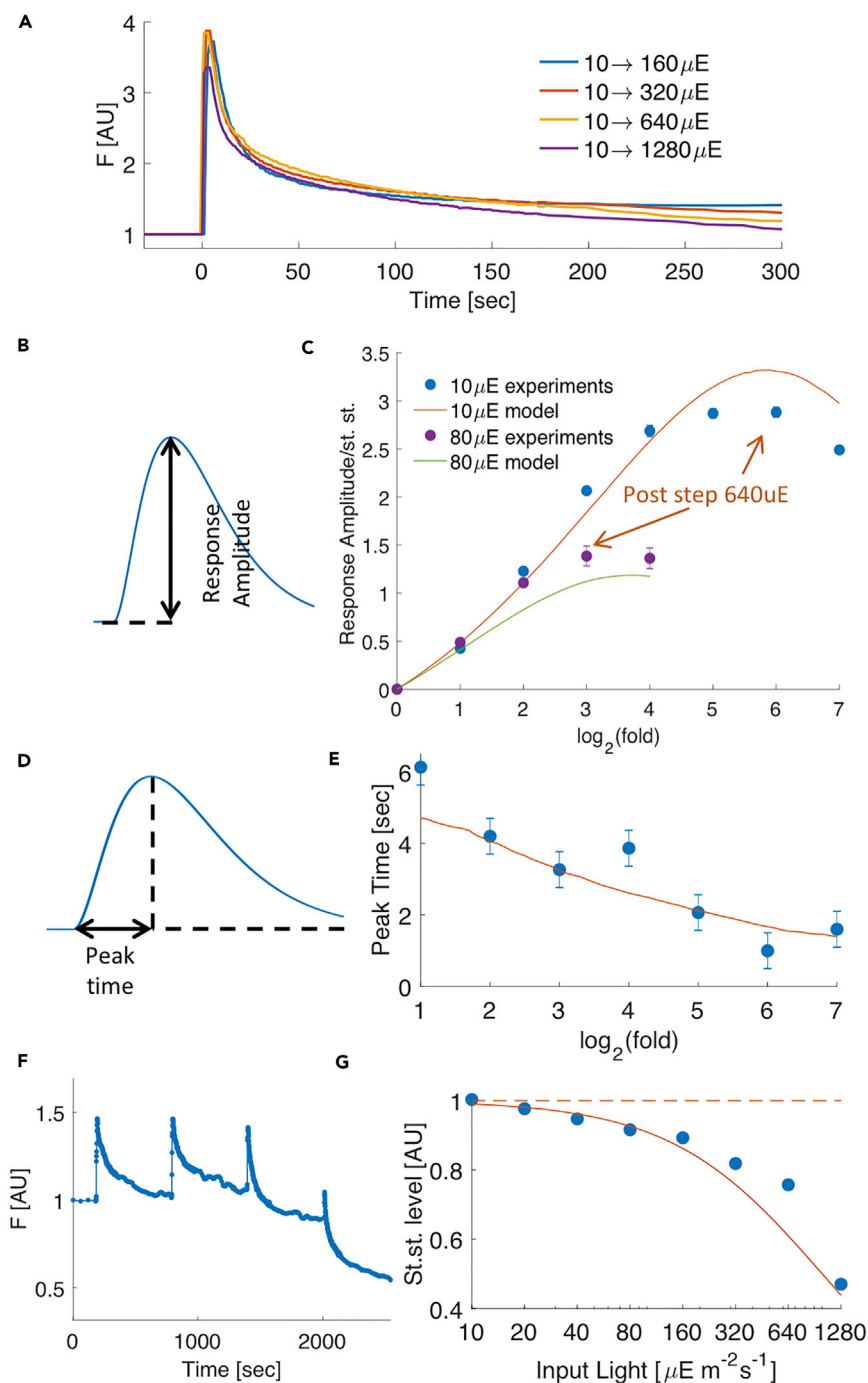 A
4
3
2
1
F [AU]
10→160μE
10→320μE
10→640μE
10→1280μE
0
50
100
150
200
250
300
Time [sec]
B
Response
Amplitude
C
3.5
3
2.5
2
1.5
1
0.5
0
Response Amplitude/st. st.
10μE experiments
10μE model
80μE experiments
80μE model
Post step 640uE
0
1
2
3
4
5
6
7
log2(fold)
D
Peak
time
E
6
4
2
0
Peak Time [sec]
1
2
3
4
5
6
7
log2(fold)
F
1.5
1
0.5
F [AU]
0
1000
2000
Time [sec]
G
1
0.8
0.6
0.4
St.st. level [AU]
10
20
40
80
160
320
640
1280
Input Light [μE m-2s-1]